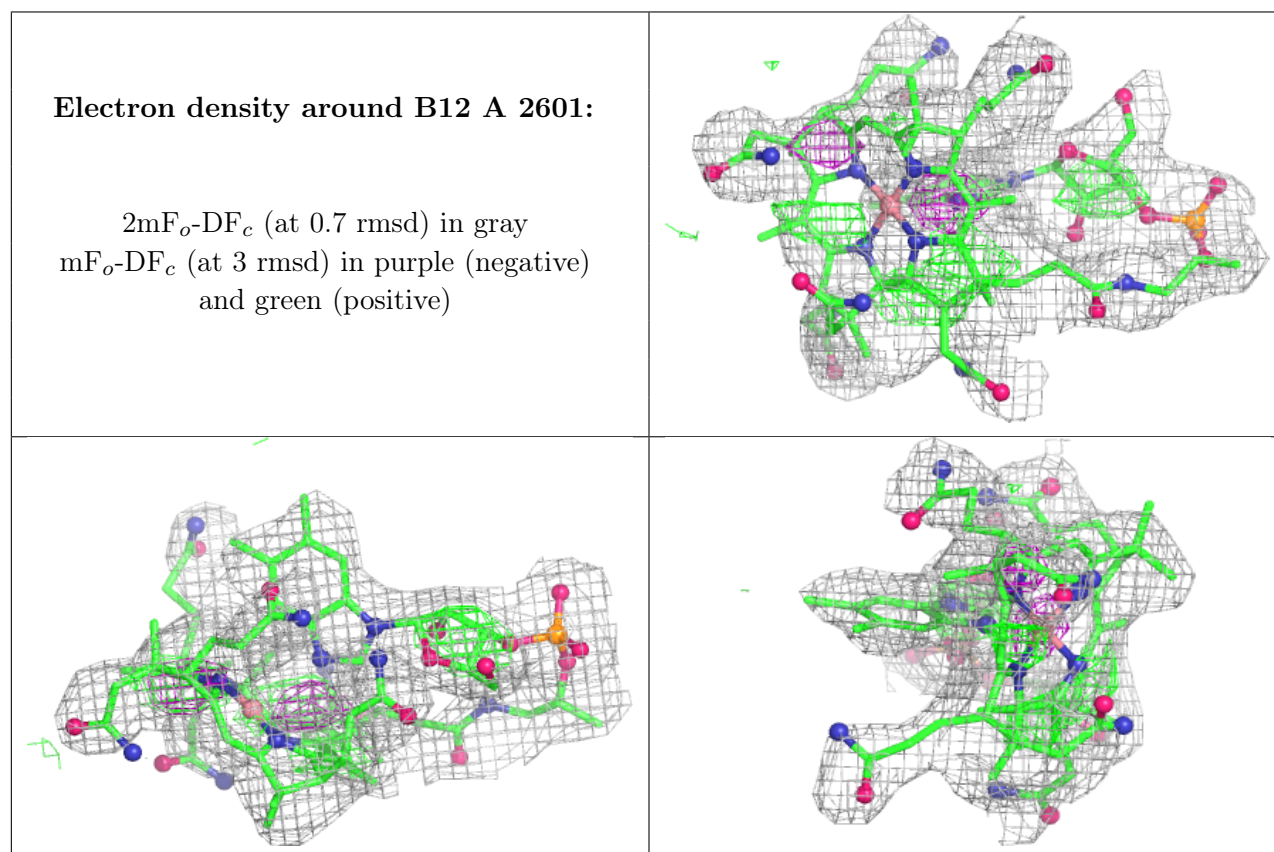 Electron density around B12 A 2601:
2mFo-DFc (at 0.7 rmsd) in gray
mFo-DFc (at 3 rmsd) in purple (negative)
and green (positive)